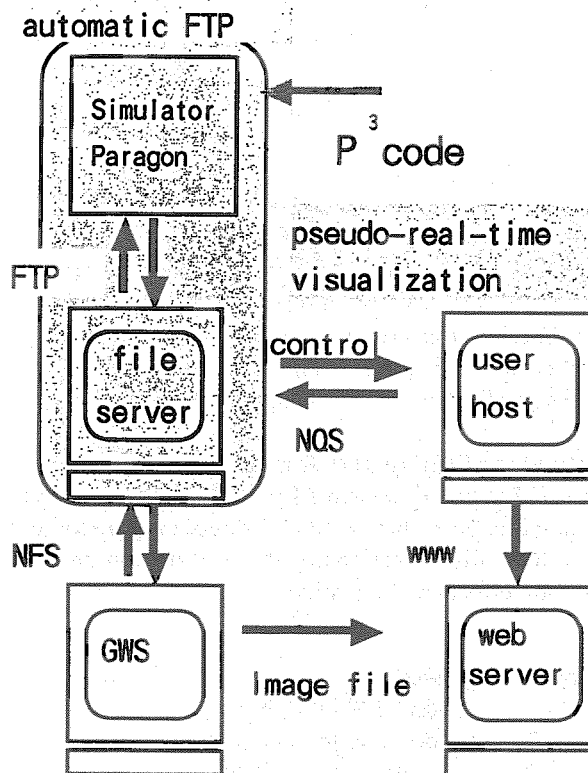 automatic FTP
Simulator
Paragon
P³ code
pseudo-real-time
visualization
FTP
file
server
control
NQS
user
host
NFS
www
GWS
Image file
web
server